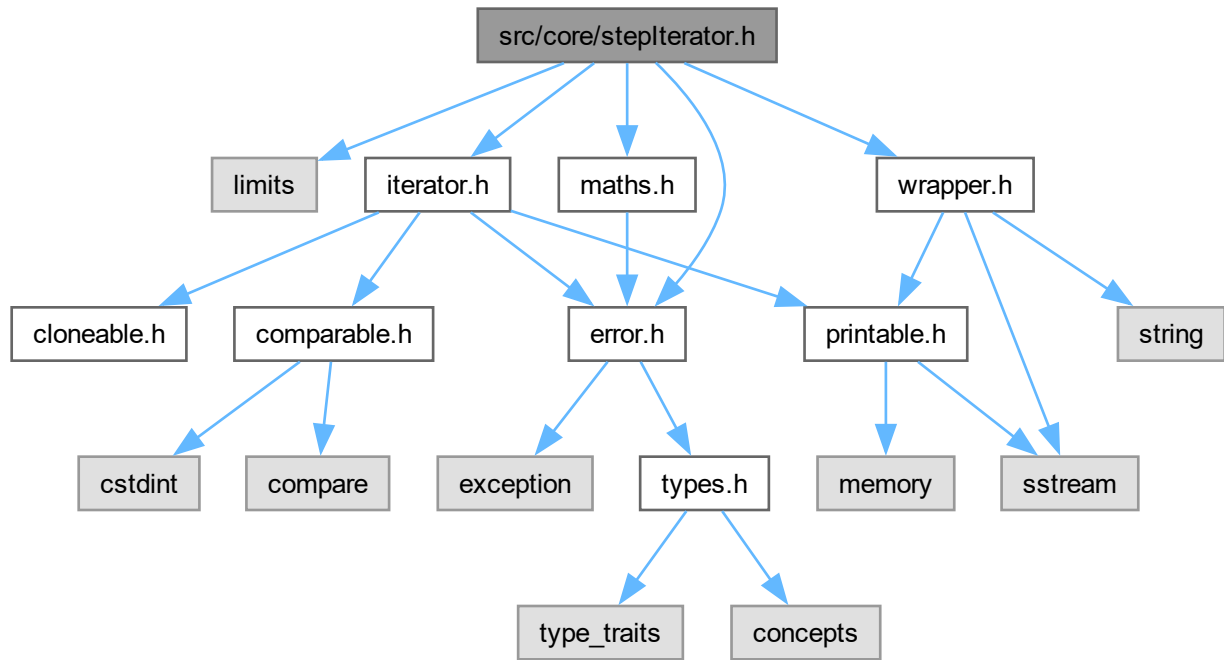 src/core/stepIterator.h
limits
iterator.h
maths.h
wrapper.h
cloneable.h
comparable.h
error.h
printable.h
string
cstdint
compare
exception
types.h
memory
sstream
type_traits
concepts